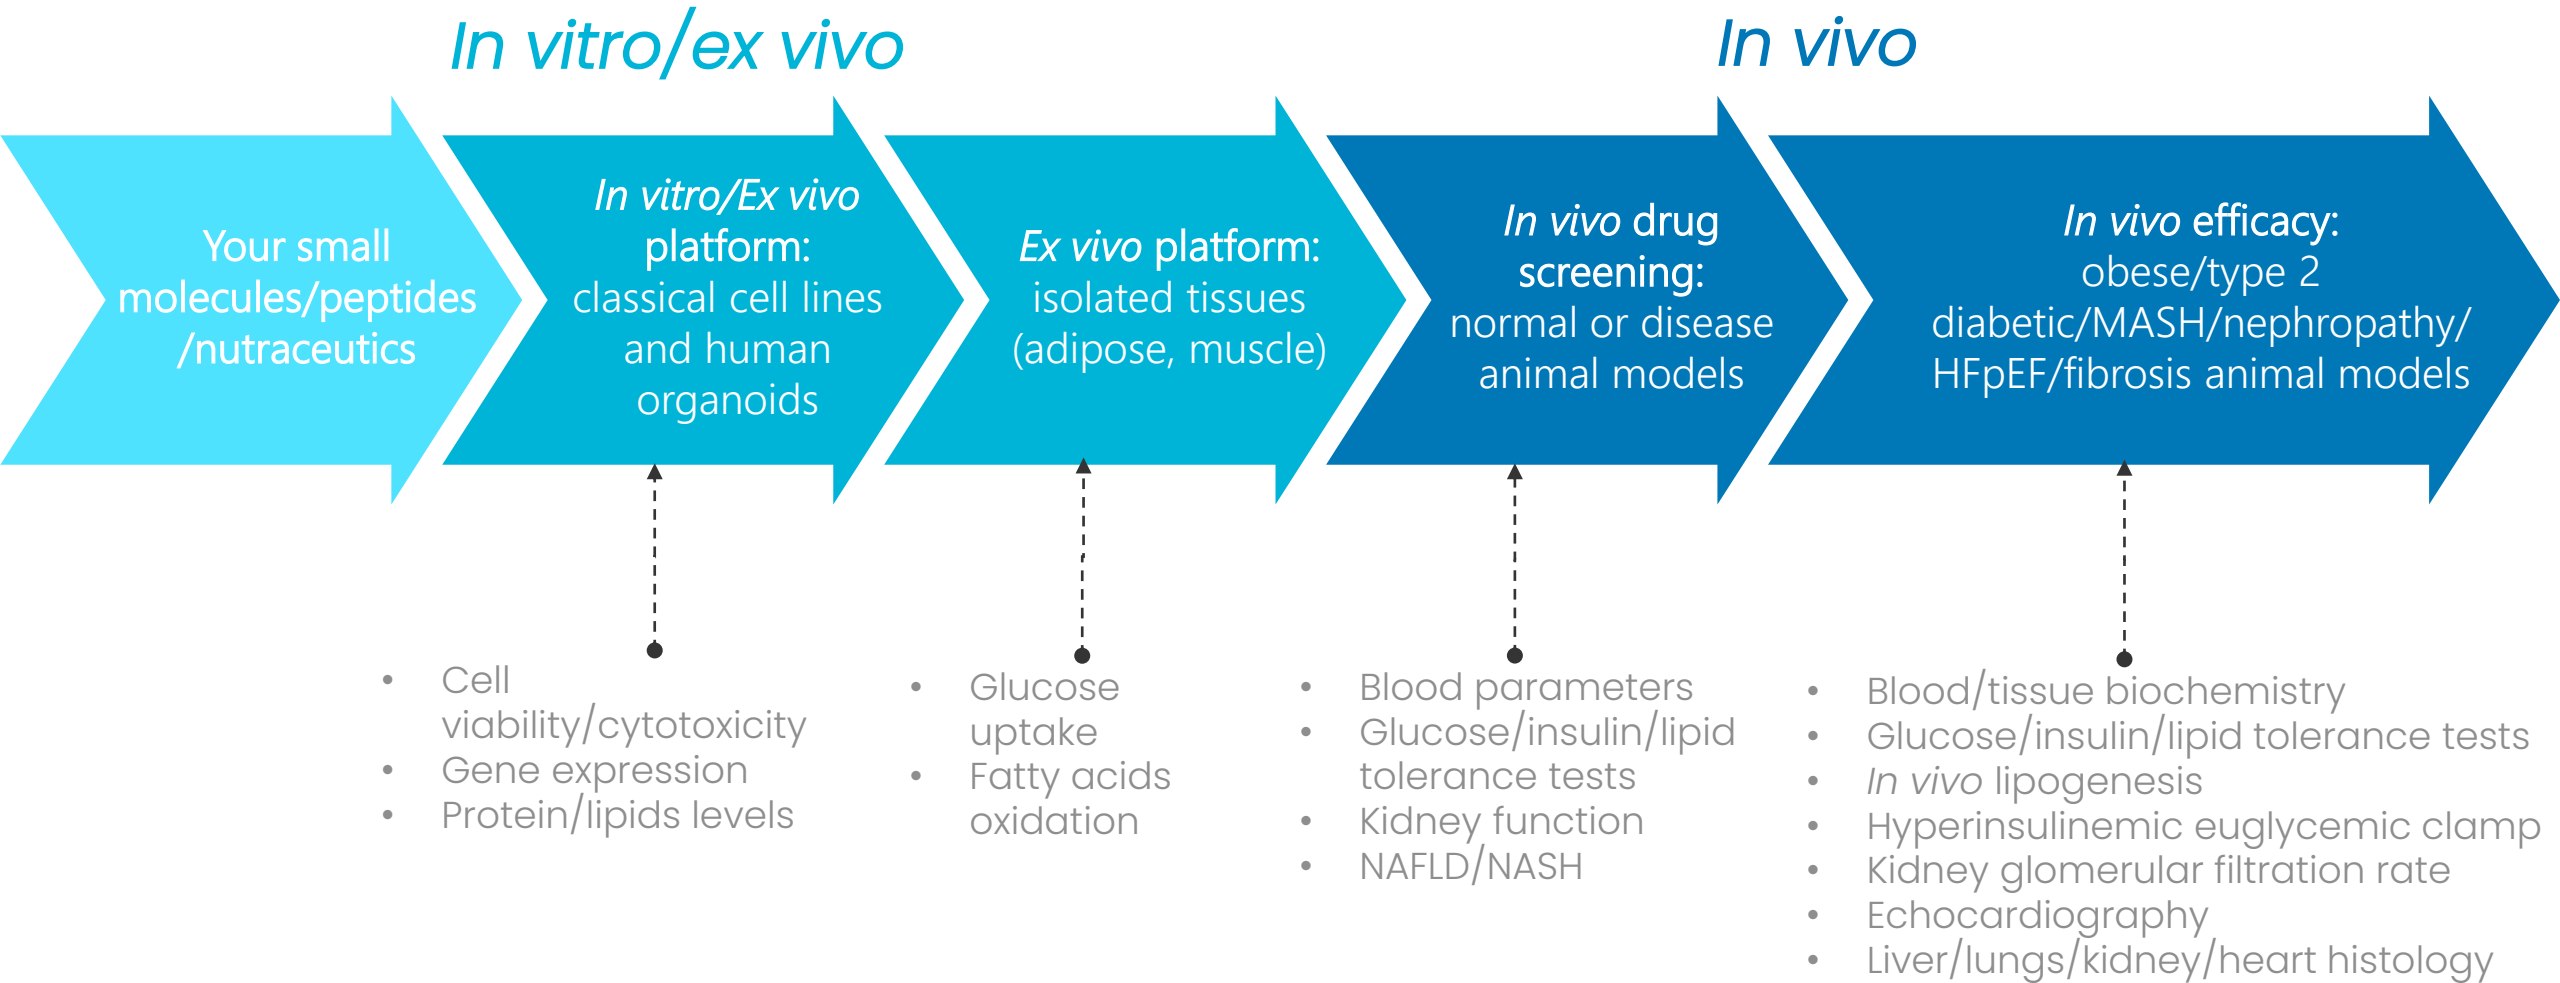 In vitro/ex vivo
In vivo
Your small
molecules/peptides
/nutraceutics
In vitro/Ex vivo
platform:
classical cell lines
and human
organoids
Ex vivo platform:
isolated tissues
(adipose, muscle)
In vivo drug
screening:
normal or disease
animal models
In vivo efficacy:
obese/type 2
diabetic/MASH/nephropathy/
HFpEF/fibrosis animal models
• Cell
viability/cytotoxicity
• Gene expression
• Protein/lipids levels
• Glucose
uptake
• Fatty acids
oxidation
• Blood parameters
• Glucose/insulin/lipid
tolerance tests
• Kidney function
• NAFLD/NASH
• Blood/tissue biochemistry
• Glucose/insulin/lipid tolerance tests
• In vivo lipogenesis
• Hyperinsulinemic euglycemic clamp
• Kidney glomerular filtration rate
• Echocardiography
• Liver/lungs/kidney/heart histology